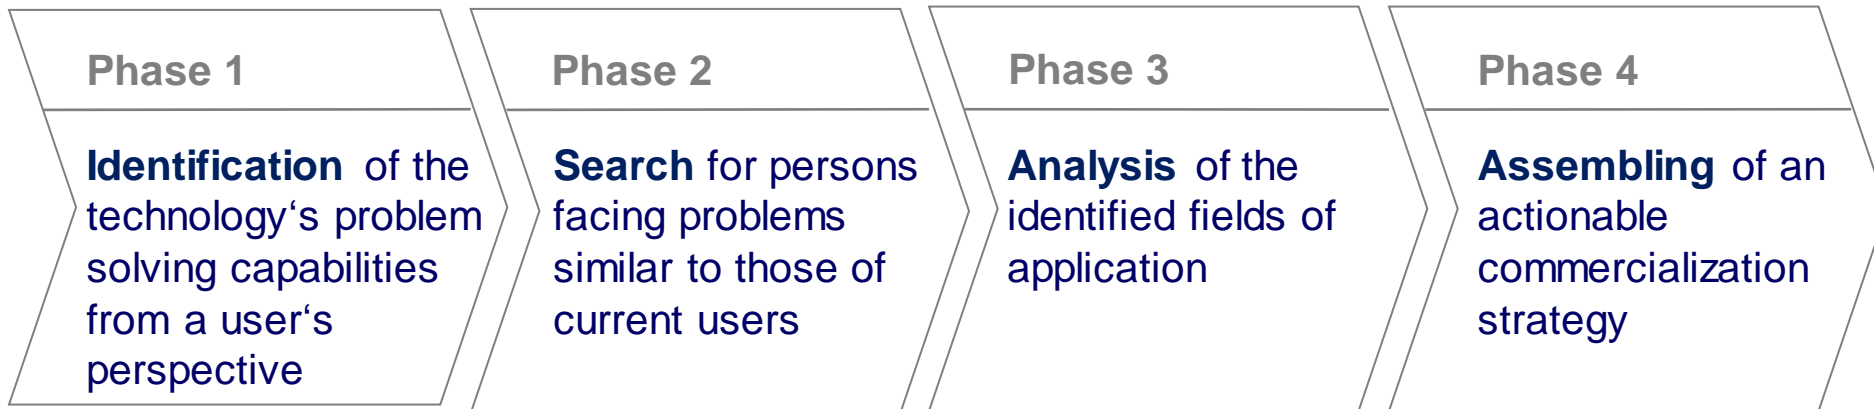 Phase 1
Identification of the
technology‘s problem
solving capabilities
from a user‘s
perspective
Phase 2
Search for persons
facing problems
similar to those of
current users
Phase 3
Analysis of the
identified fields of
application
Phase 4
Assembling of an
actionable
commercialization
strategy